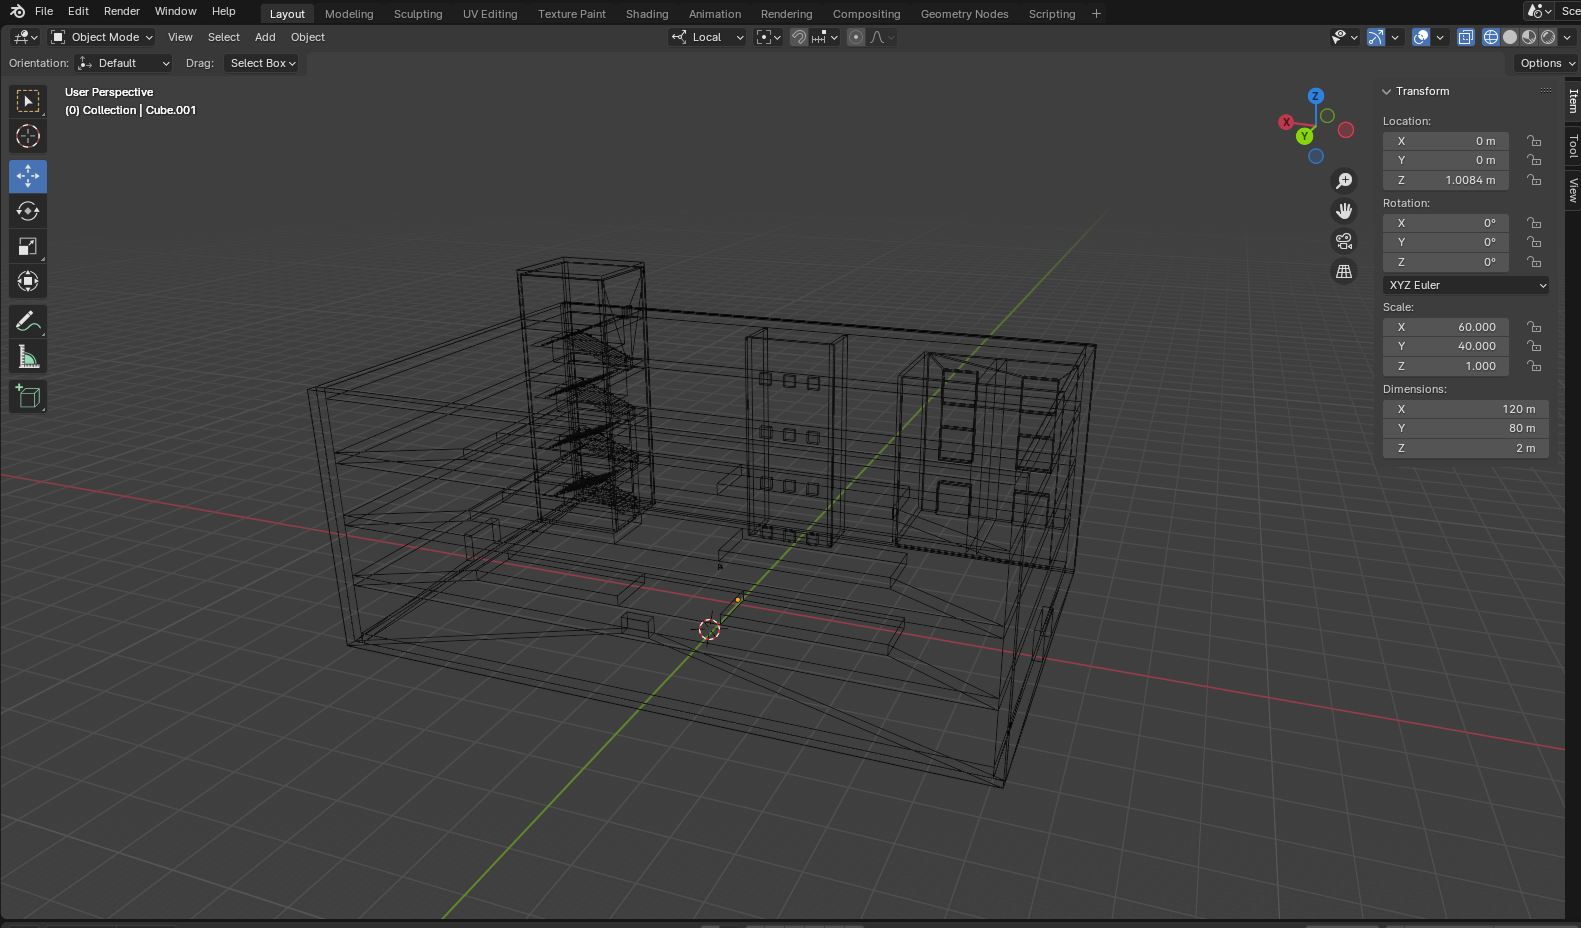 File Edit Render Window Help Layout Modeling Sculpting UV Editing Texture Paint Shading Animation Rendering Compositing Geometry Nodes Scripting + Sce
Object Mode View Select Add Object Local
Orientation: Default Drag: Select Box Options
User Perspective
(0) Collection | Cube.001
Z
X
Y
Transform
Location:
X 0 m
Y 0 m
Z 1.0084 m
Rotation:
X 0°
Y 0°
Z 0°
XYZ Euler
Scale:
X 60.000
Y 40.000
Z 1.000
Dimensions:
X 120 m
Y 80 m
Z 2 m
Item
Tool
View